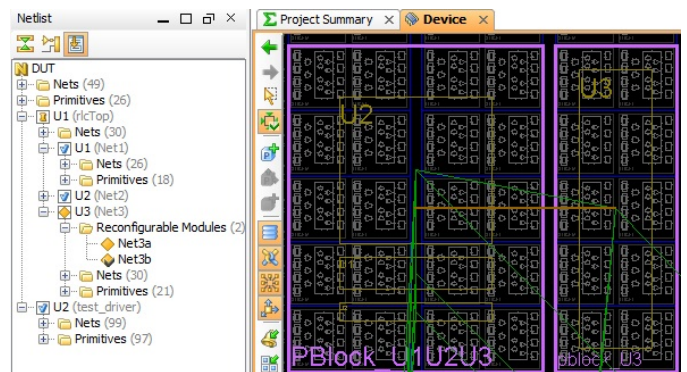 Netlist
DUT
Nets (49)
Primitives (26)
U1 (rlcTop)
Nets (30)
U1 (Net1)
Nets (26)
Primitives (18)
U2 (Net2)
U3 (Net3)
Reconfigurable Modules (2)
Net3a
Net3b
Nets (30)
Primitives (21)
U2 (test_driver)
Nets (99)
Primitives (97)
Project Summary
Device
U2
U3
PBlock_U1U2U3
pblock_U3